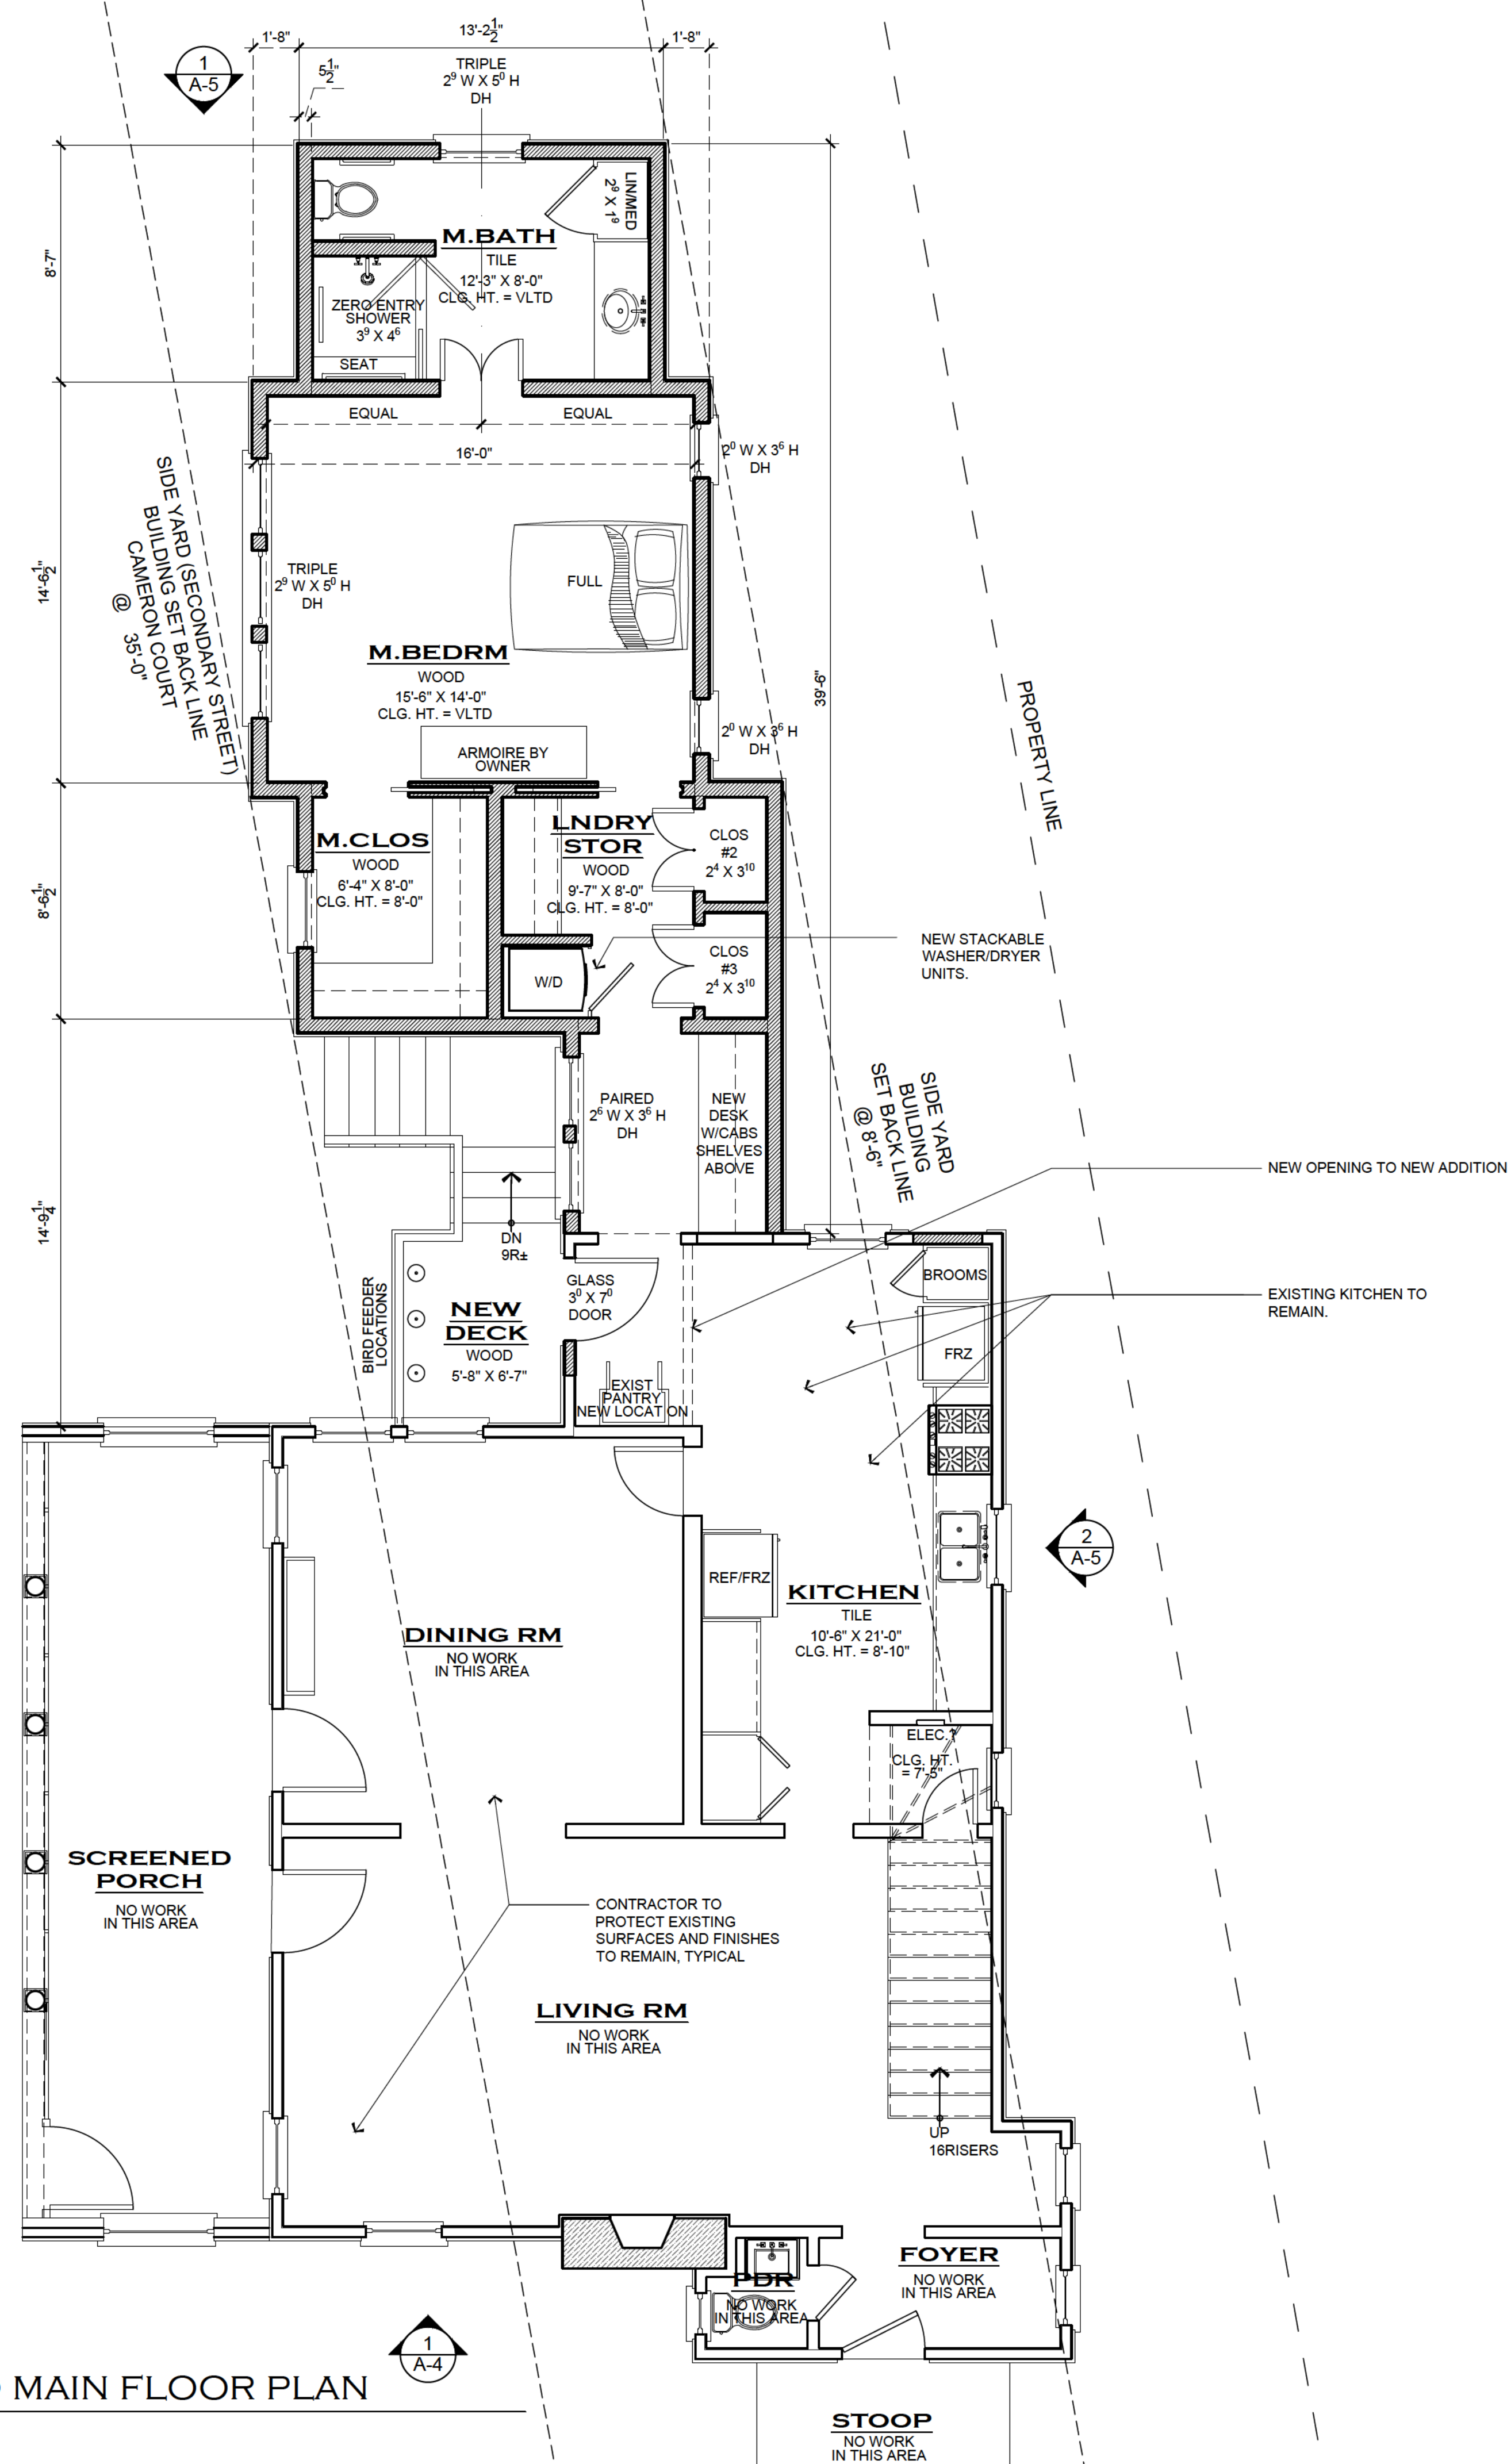 1'-8"
13'-2 1/2"
1'-8"
1
A-5
5 1/2"
TRIPLE
2⁹ W X 5⁰ H
DH
8'-7"
LIN/MED
2⁹ X 1⁹
M.BATH
TILE
12'-3" X 8'-0"
CLG. HT. = VLTD
ZERO ENTRY
SHOWER
3⁹ X 4⁶
SEAT
EQUAL
EQUAL
16'-0"
2⁰ W X 3⁶ H
DH
SIDE YARD (SECONDARY STREET)
BUILDING SET BACK LINE
CAMERON COURT
@ 35'-0"
14'-6 1/2"
TRIPLE
2⁹ W X 5⁰ H
DH
FULL
M.BEDRM
WOOD
15'-6" X 14'-0"
CLG. HT. = VLTD
39'-6"
PROPERTY LINE
2⁰ W X 3⁶ H
DH
ARMOIRE BY
OWNER
M.CLOS
WOOD
6'-4" X 8'-0"
CLG. HT. = 8'-0"
LNDRY
STOR
WOOD
9'-7" X 8'-0"
CLG. HT. = 8'-0"
CLOS
#2
2⁴ X 3¹⁰
8'-6 1/2"
W/D
CLOS
#3
2⁴ X 3¹⁰
NEW STACKABLE
WASHER/DRYER
UNITS.
PAIRED
2⁶ W X 3⁶ H
DH
NEW
DESK
W/CABS
SHELVES
ABOVE
SIDE YARD
BUILDING
SET BACK LINE
@ 8'-6"
NEW OPENING TO NEW ADDITION
14'-9 1/4"
DN
9R±
BIRD FEEDER
LOCATIONS
NEW
DECK
WOOD
5'-8" X 6'-7"
GLASS
3⁰ X 7⁰
DOOR
BROOMS
FRZ
EXISTING KITCHEN TO
REMAIN.
EXIST
PANTRY
NEW LOCATION
2
A-5
REF/FRZ
KITCHEN
TILE
10'-6" X 21'-0"
CLG. HT. = 8'-10"
DINING RM
NO WORK
IN THIS AREA
ELEC.?
CLG. HT.
= 7'-5"
SCREENED
PORCH
NO WORK
IN THIS AREA
CONTRACTOR TO
PROTECT EXISTING
SURFACES AND FINISHES
TO REMAIN, TYPICAL
LIVING RM
NO WORK
IN THIS AREA
UP
16RISERS
FOYER
NO WORK
IN THIS AREA
PDR
NO WORK
IN THIS AREA
1
A-4
MAIN FLOOR PLAN
STOOP
NO WORK
IN THIS AREA